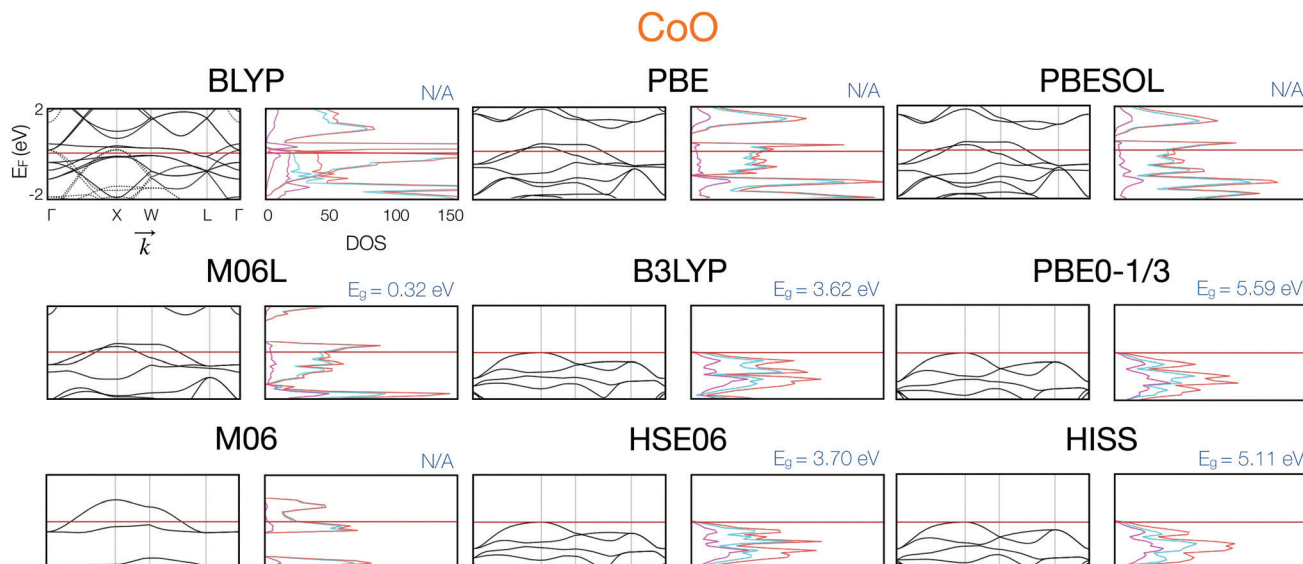 CoO
BLYP
N/A
PBE
N/A
PBESOL
N/A
2
E_F (eV)
-2
Γ X W L Γ
0 50 100 150
k
DOS
M06L
E_g = 0.32 eV
B3LYP
E_g = 3.62 eV
PBE0-1/3
E_g = 5.59 eV
M06
N/A
HSE06
E_g = 3.70 eV
HISS
E_g = 5.11 eV